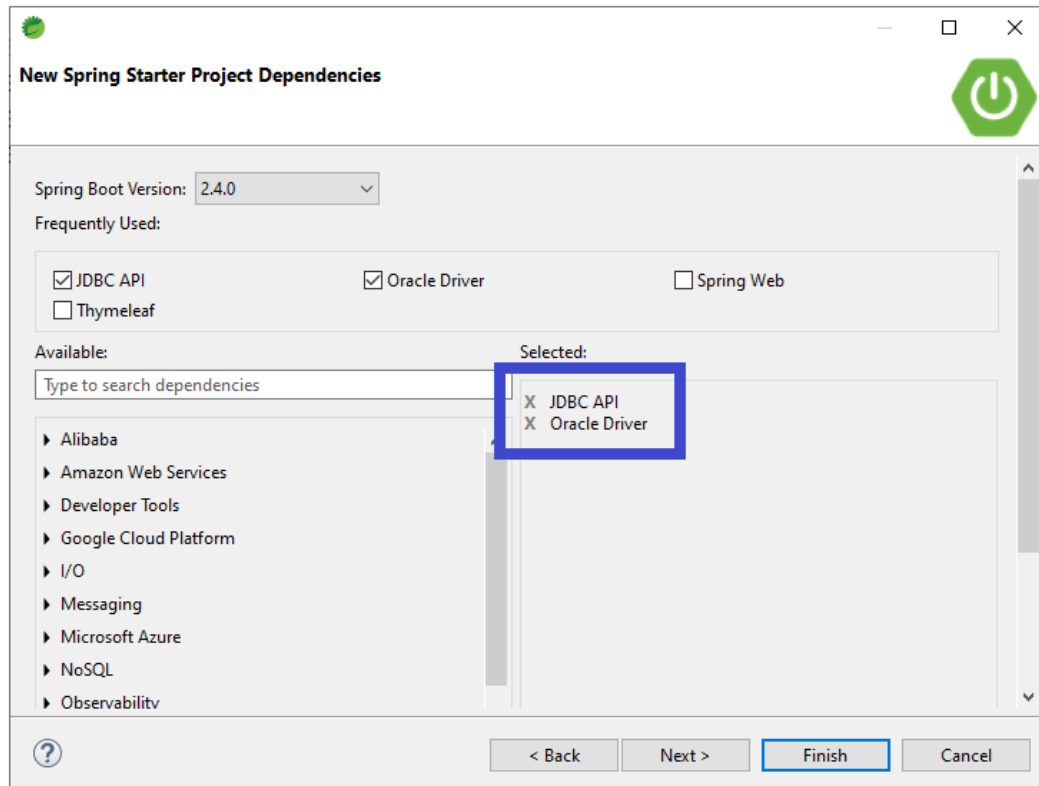 New Spring Starter Project Dependencies
Spring Boot Version: 2.4.0
Frequently Used:
JDBC API Oracle Driver Spring Web
Thymeleaf
Available: Selected:
Type to search dependencies
X JDBC API
X Oracle Driver
Alibaba
Amazon Web Services
Developer Tools
Google Cloud Platform
I/O
Messaging
Microsoft Azure
NoSQL
Observability
? < Back Next > Finish Cancel